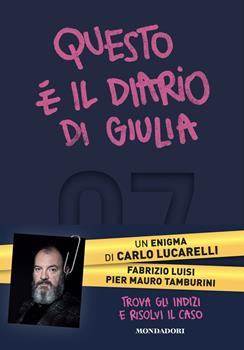 QUESTO
È IL DIARIO
DI GIULIA
07
UN ENIGMA
DI CARLO LUCARELLI
FABRIZIO LUISI
PIER MAURO TAMBURINI
TROVA GLI INDIZI
E RISOLVI IL CASO
MONDADORI